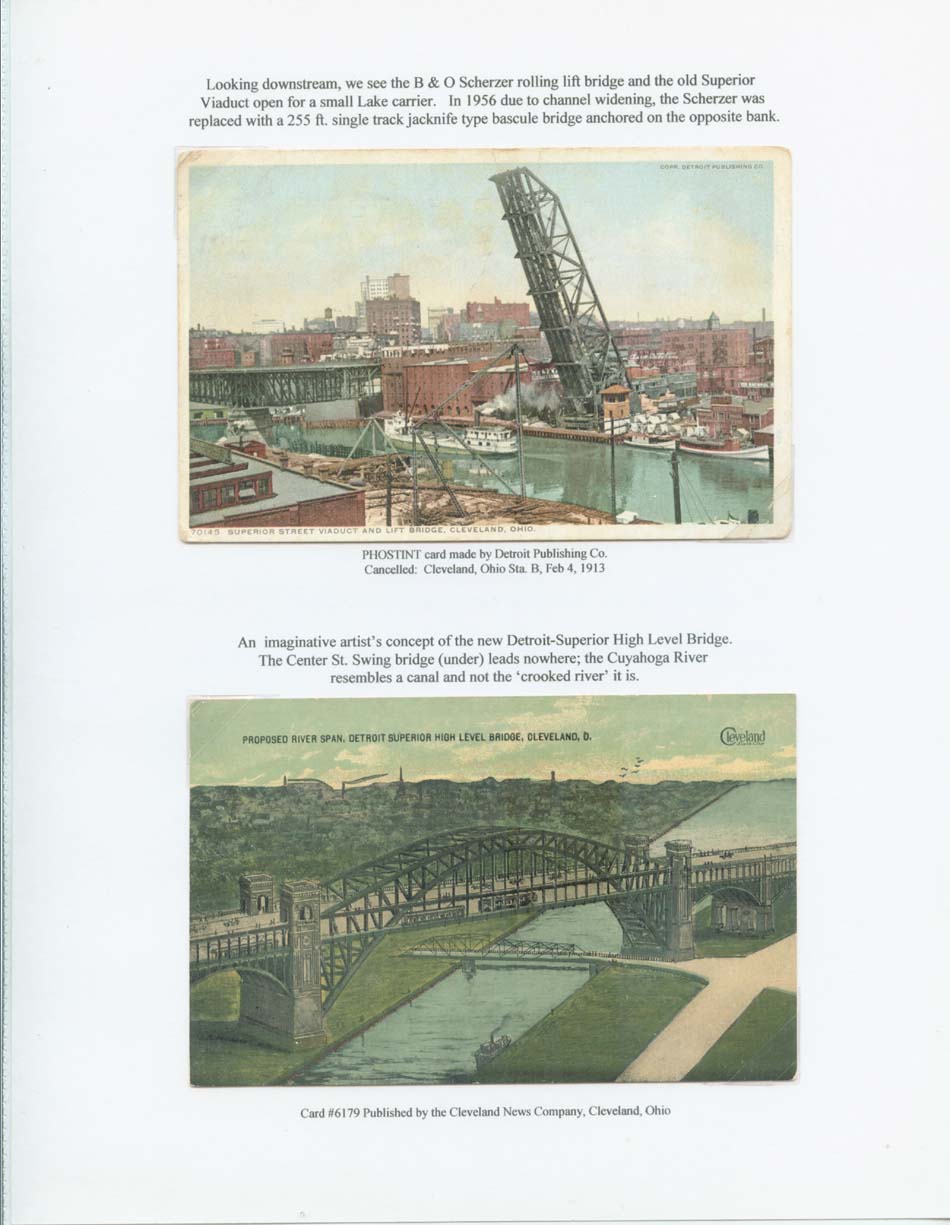 Looking downstream, we see the B & O Scherzer rolling lift bridge and the old Superior
Viaduct open for a small Lake carrier. In 1956 due to channel widening, the Scherzer was
replaced with a 255 ft. single track jacknife type bascule bridge anchored on the opposite bank.
COPR. DETROIT PUBLISHING CO.
70145 SUPERIOR STREET VIADUCT AND LIFT BRIDGE, CLEVELAND, OHIO.
PHOSTINT card made by Detroit Publishing Co.
Cancelled: Cleveland, Ohio Sta. B, Feb 4, 1913
An imaginative artist's concept of the new Detroit-Superior High Level Bridge.
The Center St. Swing bridge (under) leads nowhere; the Cuyahoga River
resembles a canal and not the 'crooked river' it is.
PROPOSED RIVER SPAN, DETROIT SUPERIOR HIGH LEVEL BRIDGE, CLEVELAND, O.
Cleveland
Card #6179 Published by the Cleveland News Company, Cleveland, Ohio